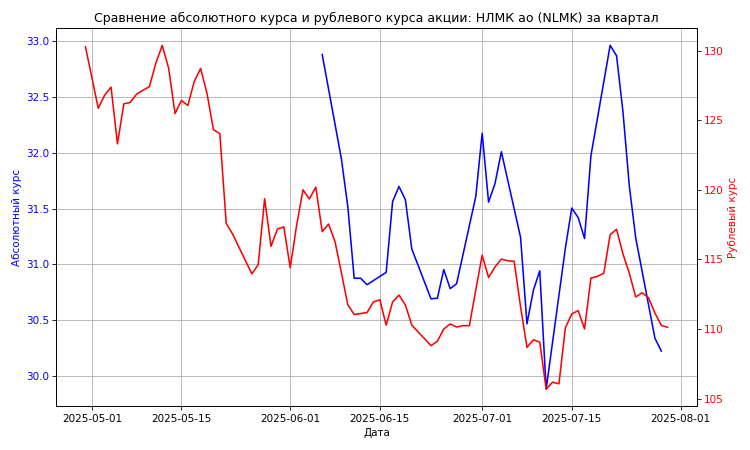 Сравнение абсолютного курса и рублевого курса акции: НЛМК ао (NLMK) за квартал
33.0
32.5
32.0
31.5
31.0
30.5
30.0
Абсолютный курс
130
125
120
115
110
105
Рублевый курс
2025-05-01 2025-05-15 2025-06-01 2025-06-15 2025-07-01 2025-07-15 2025-08-01
Дата